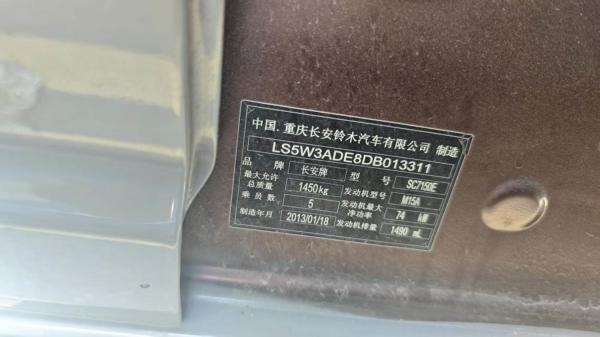 中国.重庆长安铃木汽车有限公司 制造
LS5W3ADE8DB013311
品牌 长安牌 型号 SC7150E
最大允许总质量 1450kg 发动机型号 M15A
乘员数. 5 发动机最大净功率 74 kW
制造年月 2013/01/18 发动机排量 1490 mL